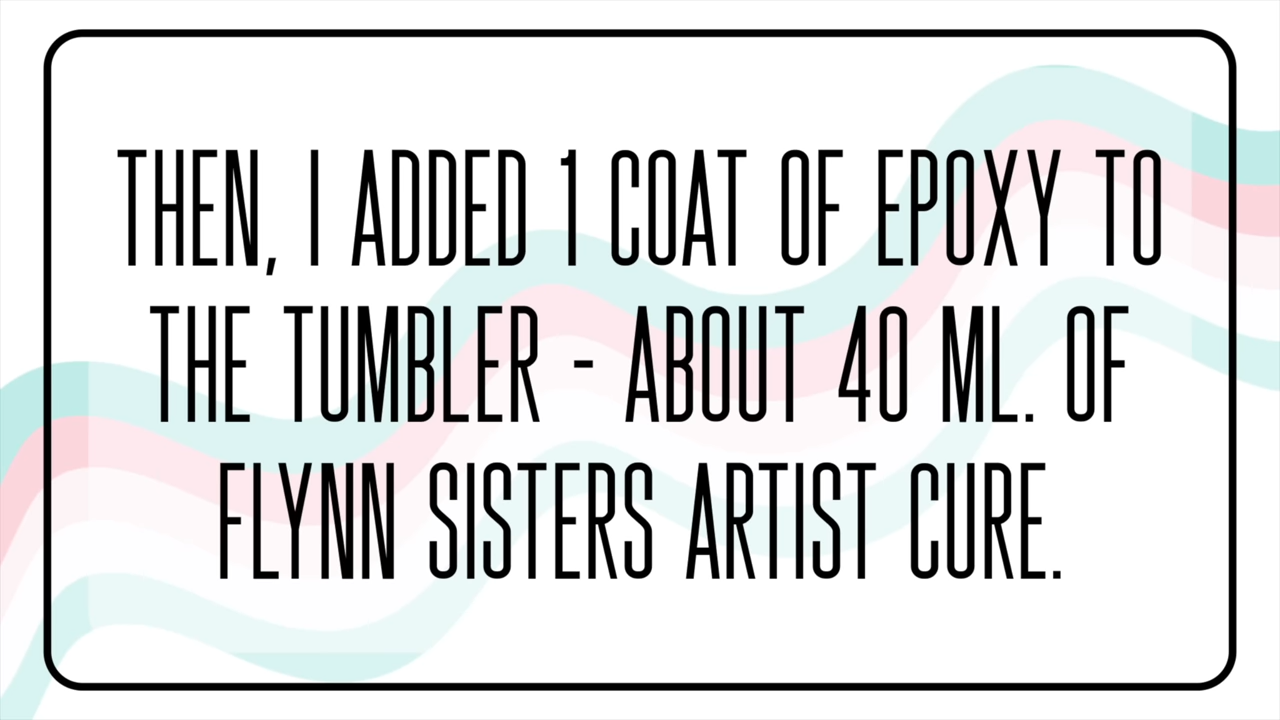 THEN, I ADDED 1 COAT OF EPOXY TO
THE TUMBLER - ABOUT 40 ML. OF
FLYNN SISTERS ARTIST CURE.